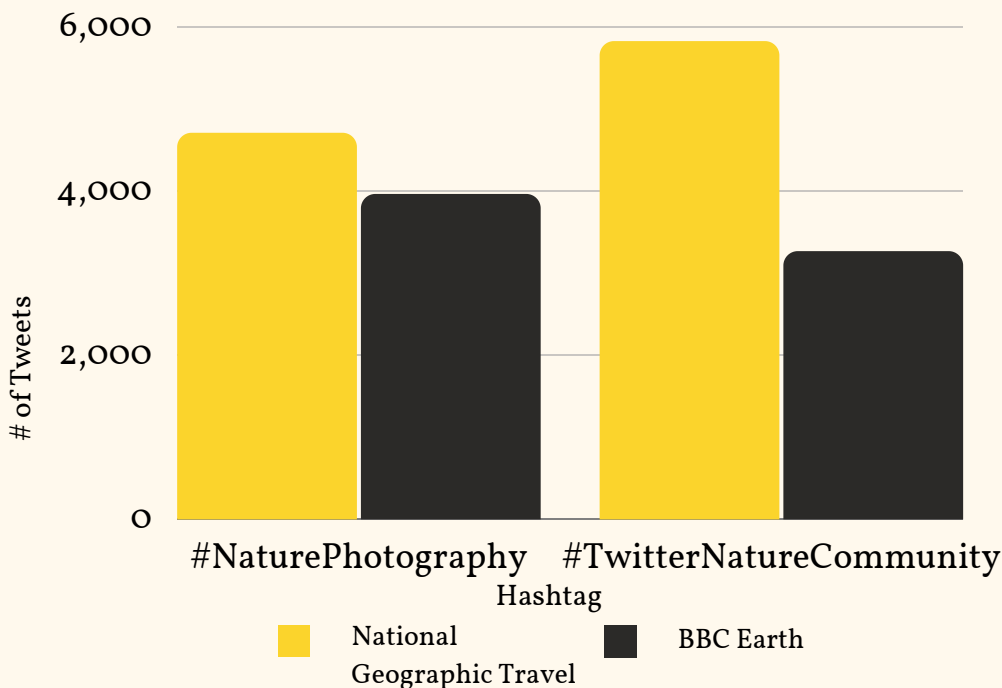 6,000
4,000
2,000
0
# of Tweets
#NaturePhotography
#TwitterNatureCommunity
Hashtag
National
Geographic Travel
BBC Earth